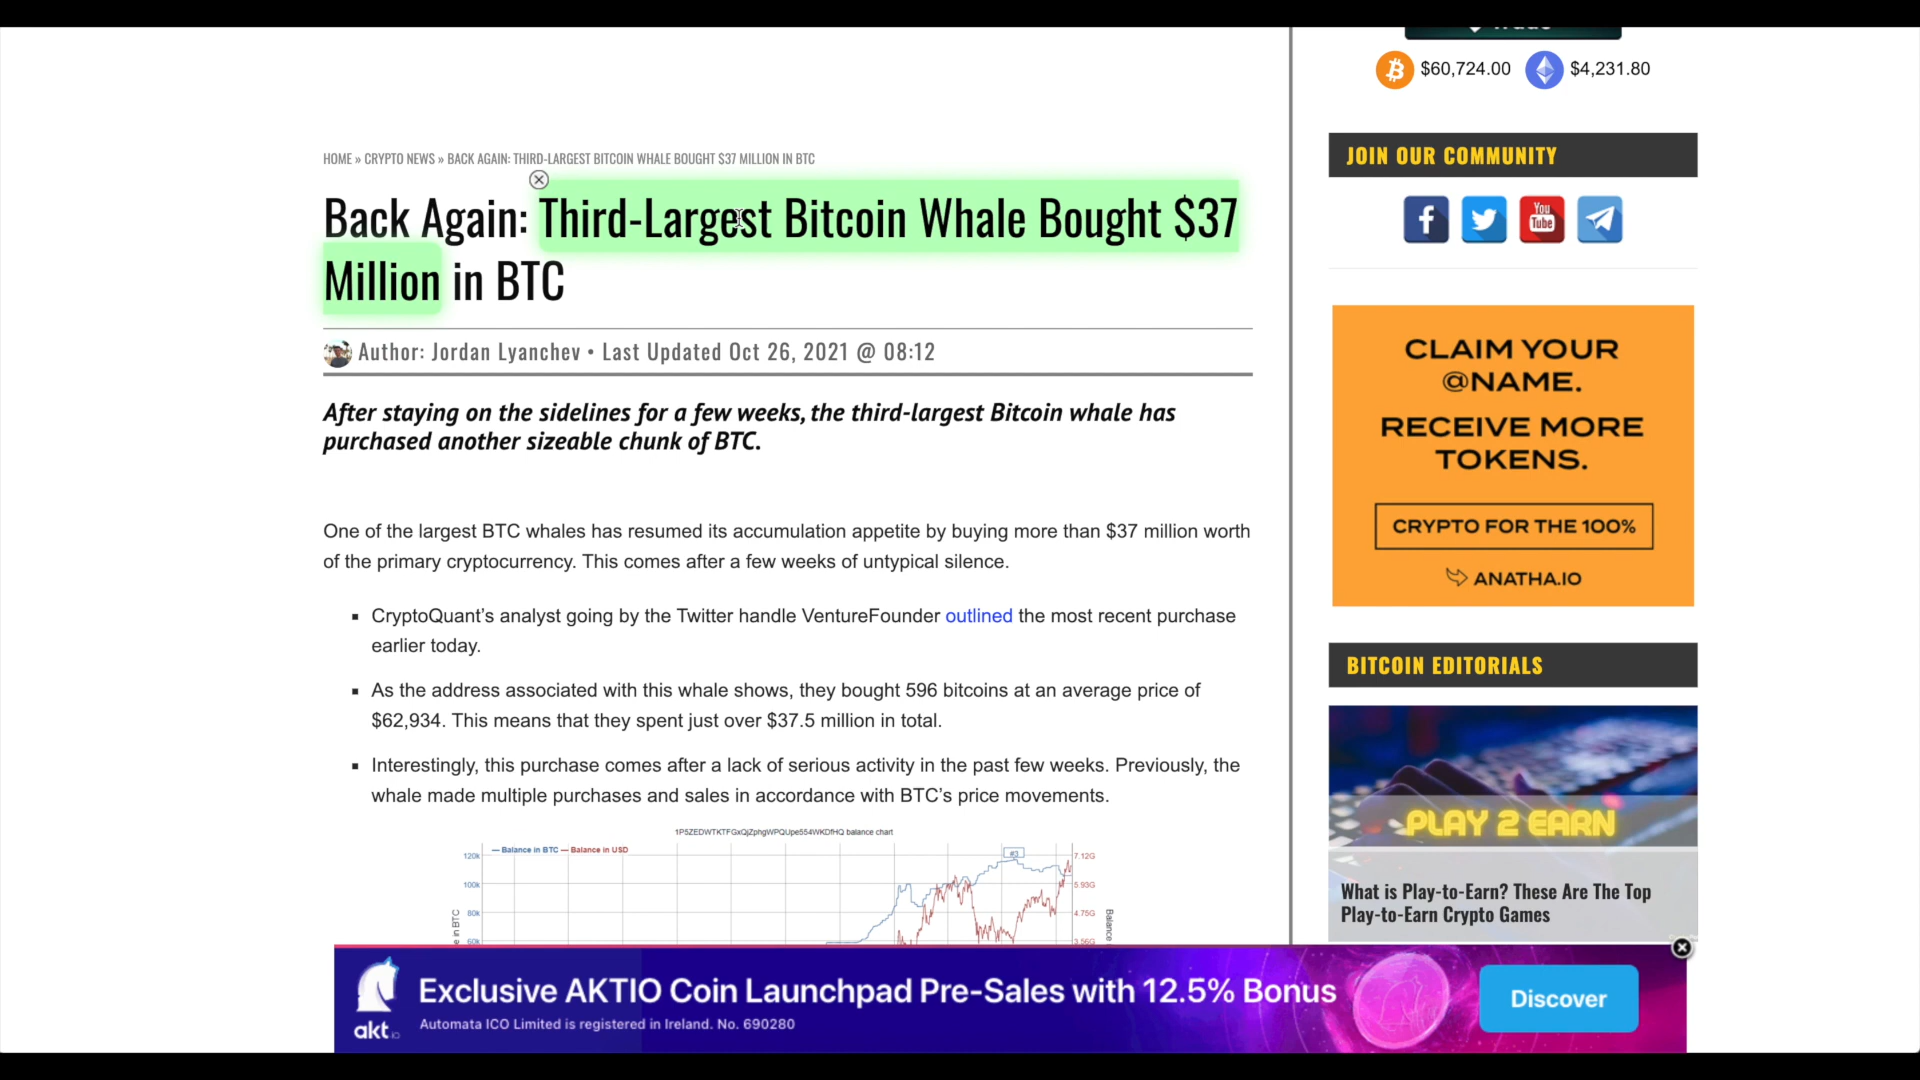 $60,724.00 $4,231.80
HOME » CRYPTO NEWS » BACK AGAIN: THIRD-LARGEST BITCOIN WHALE BOUGHT $37 MILLION IN BTC
Back Again: Third-Largest Bitcoin Whale Bought $37
Million in BTC
Author: Jordan Lyanchev • Last Updated Oct 26, 2021 @ 08:12
After staying on the sidelines for a few weeks, the third-largest Bitcoin whale has
purchased another sizeable chunk of BTC.
One of the largest BTC whales has resumed its accumulation appetite by buying more than $37 million worth
of the primary cryptocurrency. This comes after a few weeks of untypical silence.
▪ CryptoQuant's analyst going by the Twitter handle VentureFounder outlined the most recent purchase
earlier today.
▪ As the address associated with this whale shows, they bought 596 bitcoins at an average price of
$62,934. This means that they spent just over $37.5 million in total.
▪ Interestingly, this purchase comes after a lack of serious activity in the past few weeks. Previously, the
whale made multiple purchases and sales in accordance with BTC's price movements.
balance chart
Balance in BTC Balance in USD
#3
120k
100k
80k
60k
7.12G
5.93G
4.75G
3.56G
e in BTC
Balance
JOIN OUR COMMUNITY
You
Tube
CLAIM YOUR
@NAME.
RECEIVE MORE
TOKENS.
CRYPTO FOR THE 100%
ANATHA.IO
BITCOIN EDITORIALS
PLAY 2 EARN
What is Play-to-Earn? These Are The Top
Play-to-Earn Crypto Games
akt.io
Exclusive AKTIO Coin Launchpad Pre-Sales with 12.5% Bonus
Automata ICO Limited is registered in Ireland. No. 690280
Discover